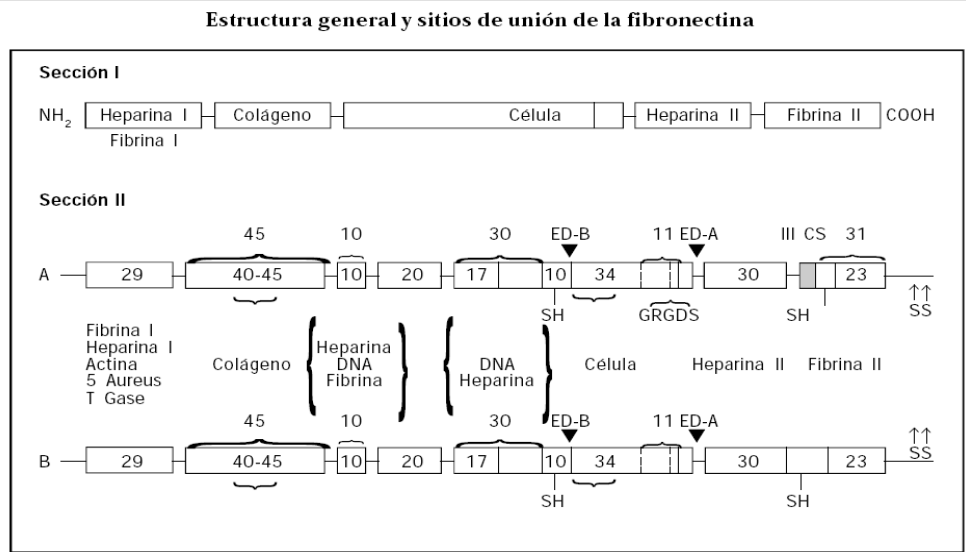 Estructura general y sitios de unión de la fibronectina
Sección I
NH2 Heparina I Colágeno Célula Heparina II Fibrina II COOH
Fibrina I
Sección II
45 10 30 ED-B 11 ED-A III CS 31
A 29 40-45 10 20 17 10 34 30 23
SH GRGDS SH SS
Fibrina I
Heparina I
Actina
5 Aureus
T Gase
Colágeno
Heparina
DNA
Fibrina
DNA
Heparina
Célula
Heparina II
Fibrina II
45 10 30 ED-B 11 ED-A
B 29 40-45 10 20 17 10 34 30 23 SS
SH SH